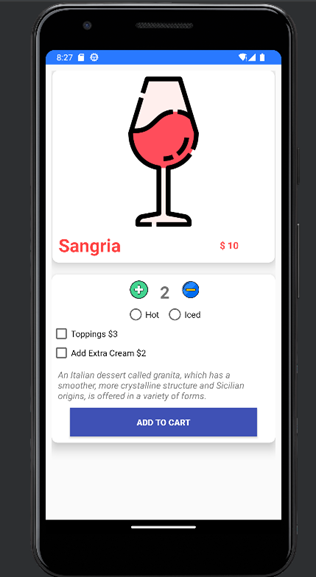 8:27
Sangria
$ 10
2
Hot
Iced
Toppings $3
Add Extra Cream $2
An Italian dessert called granita, which has a
smoother, more crystalline structure and Sicilian
origins, is offered in a variety of forms.
ADD TO CART